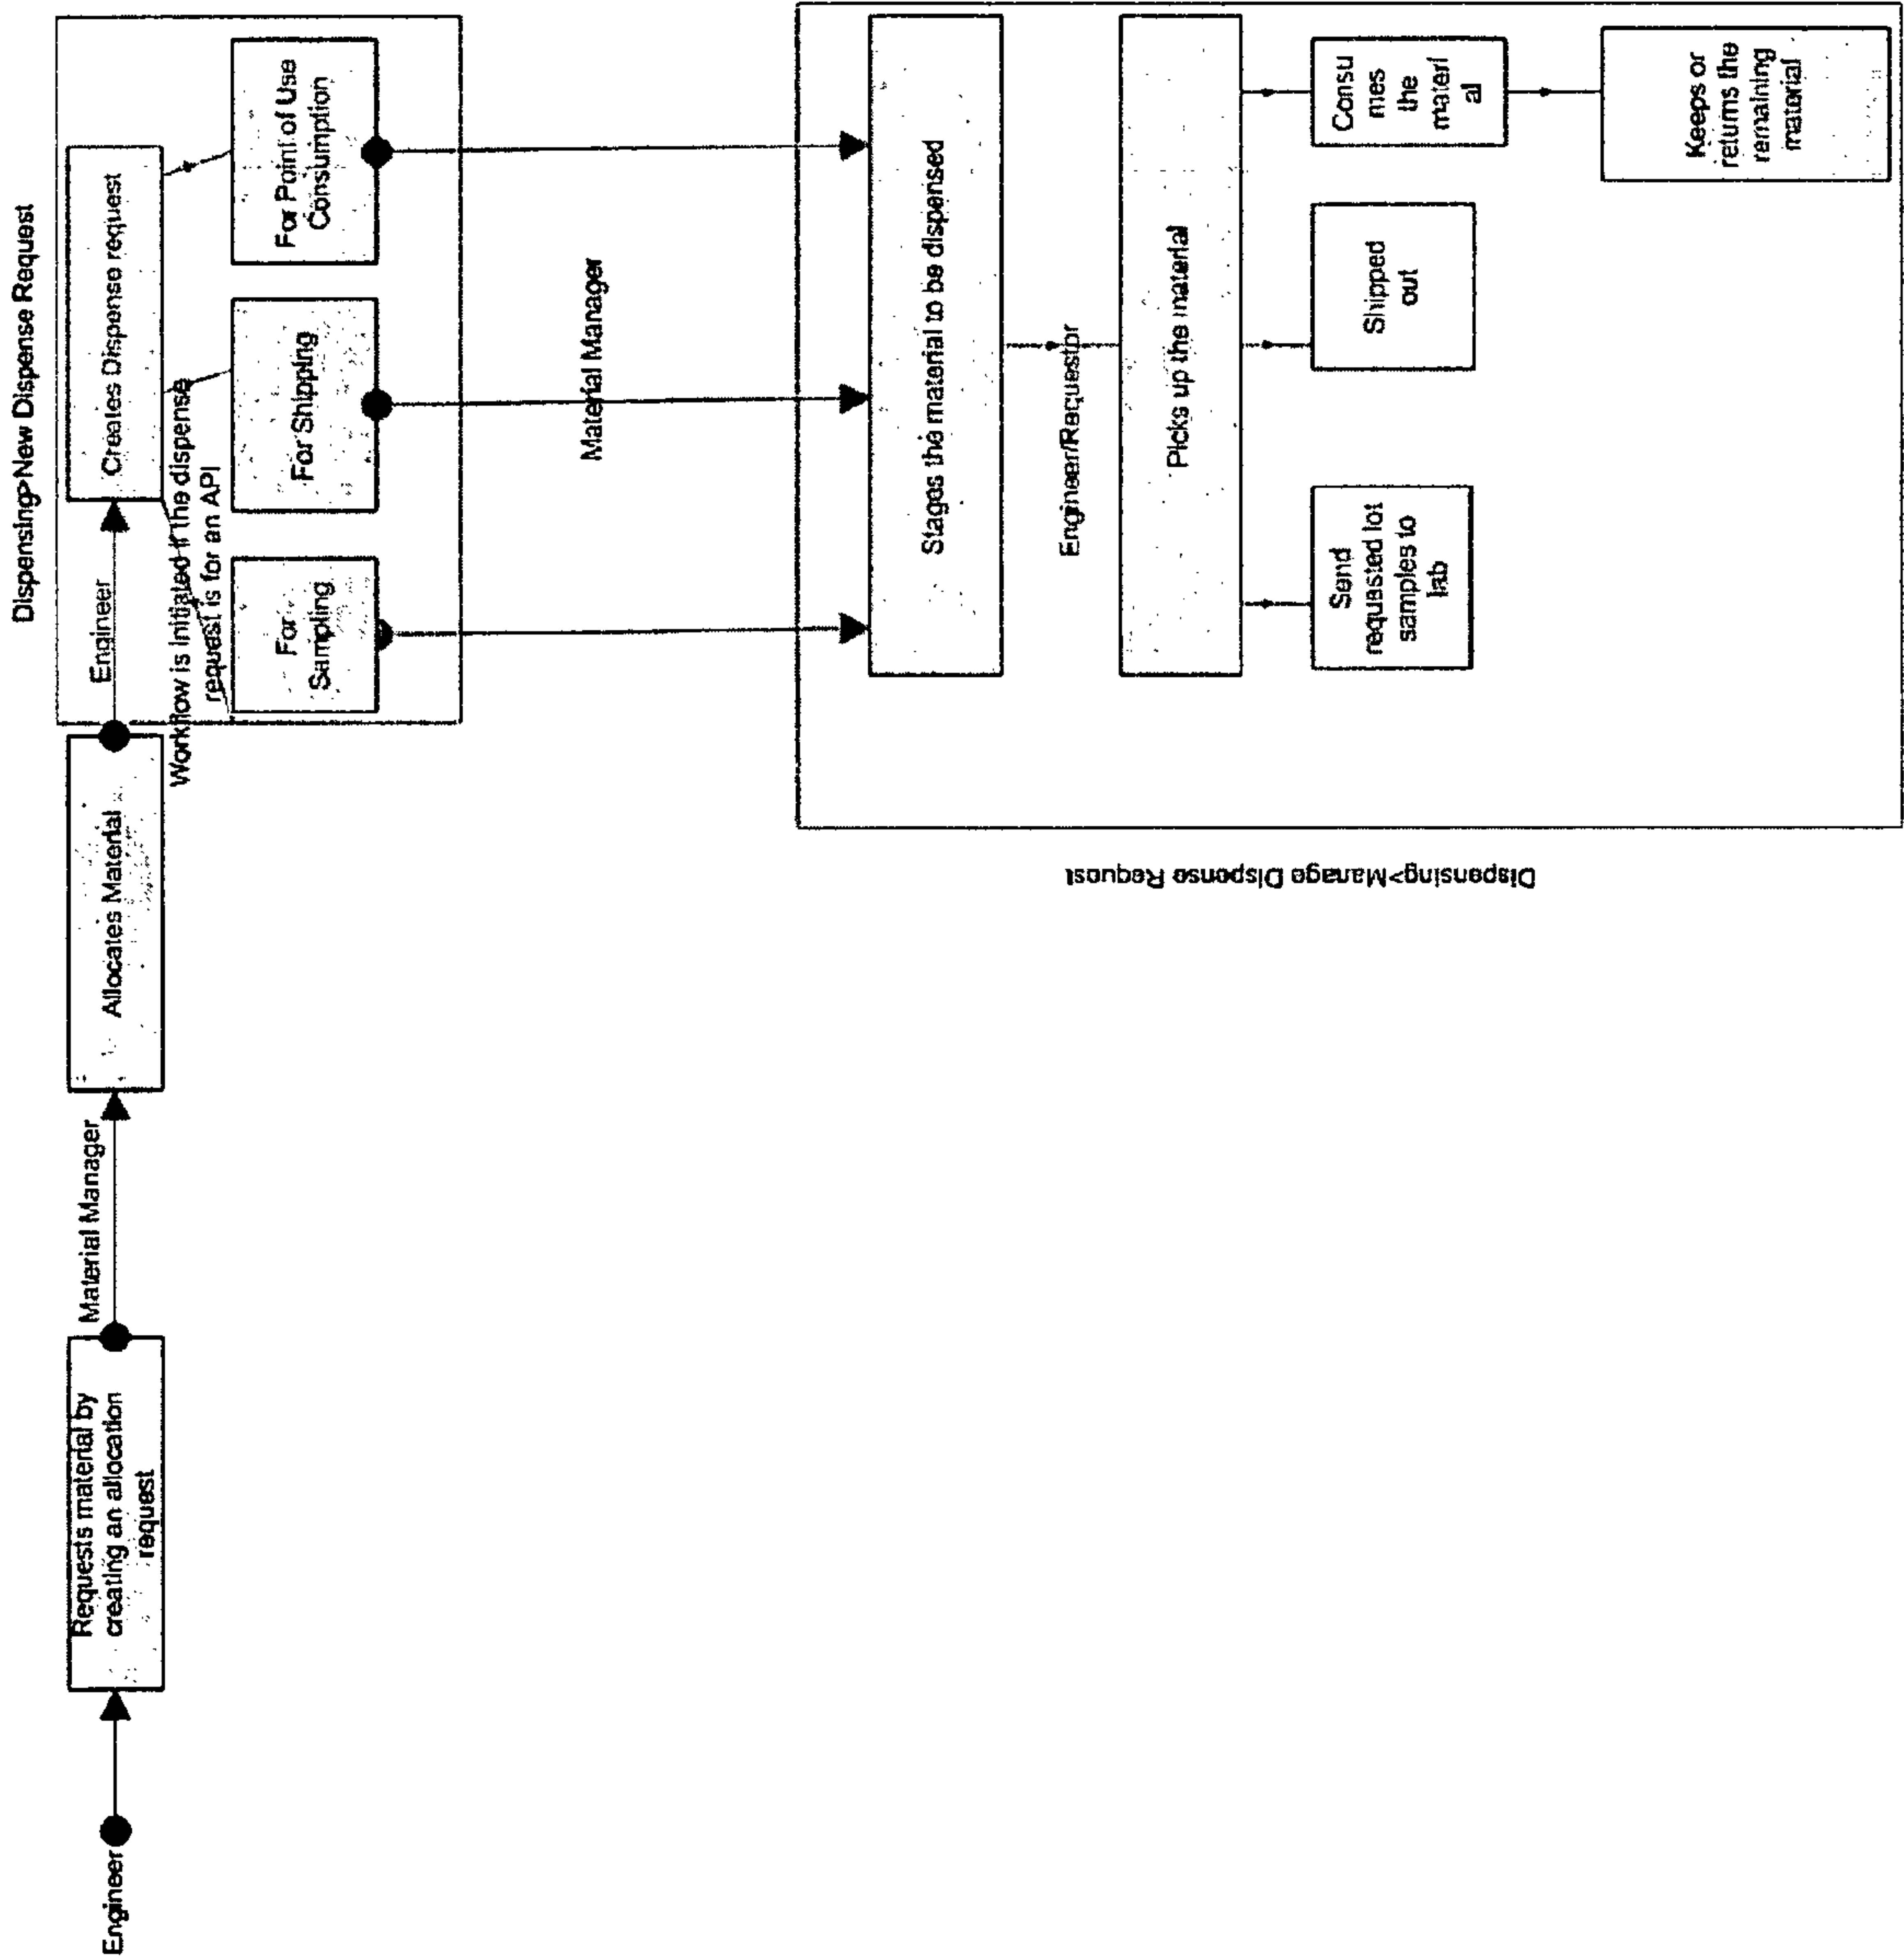 Engineer
Requests material by
creating an allocation
request
Material Manager
Allocates Material
Engineer
Dispensing>New Dispense Request
Creates Dispense request
Workflow is initiated if the dispense
request is for an API
For
Sampling
For Shipping
For Point of Use
Consumption
Material Manager
Dispensing>Manage Dispense Request
Stages the material to be dispensed
Engineer/Requestor
Picks up the material
Send
requested lot
samples to
lab
Shipped
out
Consu
mes
the
materi
al
Keeps or
returns the
remaining
material